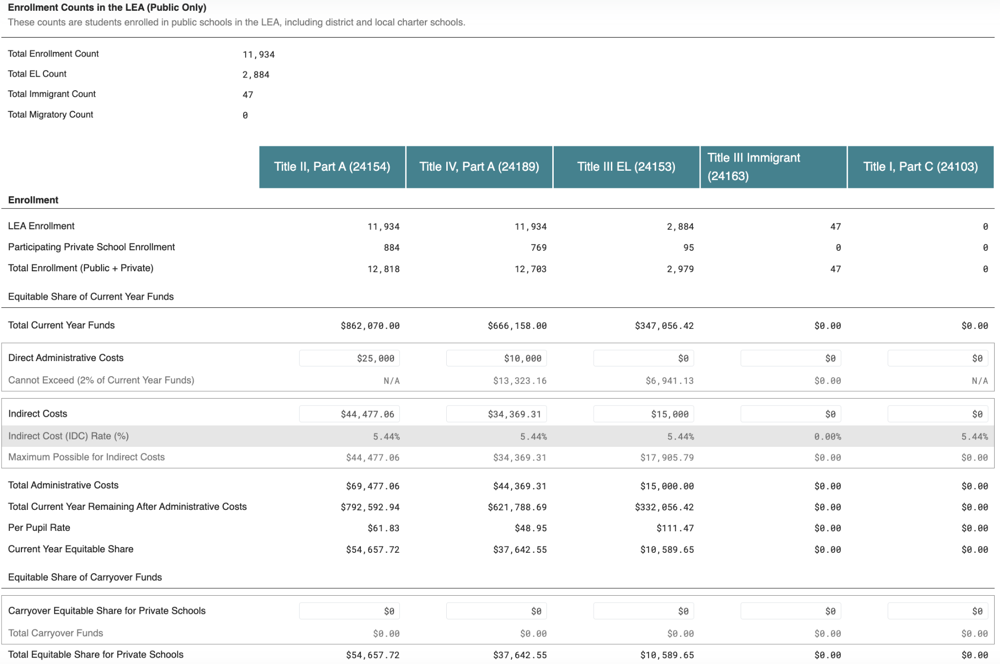 Enrollment Counts in the LEA (Public Only)
These counts are students enrolled in public schools in the LEA, including district and local charter schools.
Total Enrollment Count 11,934
Total EL Count 2,884
Total Immigrant Count 47
Total Migratory Count 0
Title II, Part A (24154) Title IV, Part A (24189) Title III EL (24153) Title III Immigrant (24163) Title I, Part C (24103)
Enrollment
LEA Enrollment 11,934 11,934 2,884 47 0
Participating Private School Enrollment 884 769 95 0 0
Total Enrollment (Public + Private) 12,818 12,703 2,979 47 0
Equitable Share of Current Year Funds
Total Current Year Funds $862,070.00 $666,158.00 $347,056.42 $0.00 $0.00
Direct Administrative Costs $25,000 $10,000 $0 $0 $0
Cannot Exceed (2% of Current Year Funds) N/A $13,323.16 $6,941.13 $0.00 N/A
Indirect Costs $44,477.06 $34,369.31 $15,000 $0 $0
Indirect Cost (IDC) Rate (%) 5.44% 5.44% 5.44% 0.00% 5.44%
Maximum Possible for Indirect Costs $44,477.06 $34,369.31 $17,905.79 $0.00 $0.00
Total Administrative Costs $69,477.06 $44,369.31 $15,000.00 $0.00 $0.00
Total Current Year Remaining After Administrative Costs $792,592.94 $621,788.69 $332,056.42 $0.00 $0.00
Per Pupil Rate $61.83 $48.95 $111.47 $0.00 $0.00
Current Year Equitable Share $54,657.72 $37,642.55 $10,589.65 $0.00 $0.00
Equitable Share of Carryover Funds
Carryover Equitable Share for Private Schools $0 $0 $0 $0 $0
Total Carryover Funds $0.00 $0.00 $0.00 $0.00 $0.00
Total Equitable Share for Private Schools $54,657.72 $37,642.55 $10,589.65 $0.00 $0.00